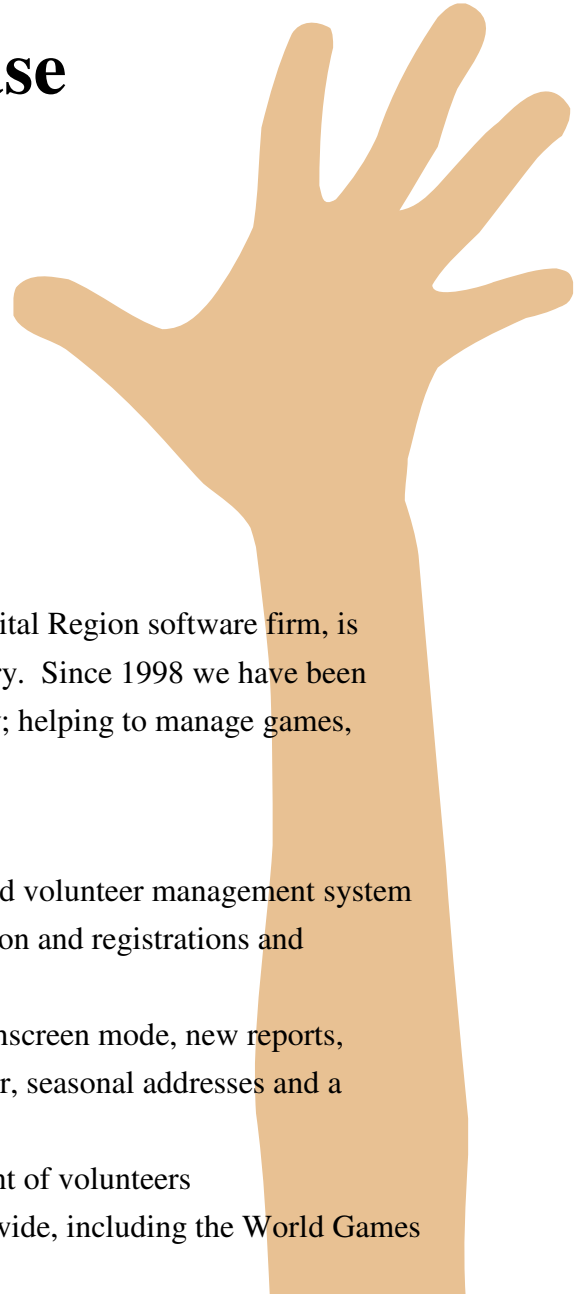 se
ital Region software firm, is
y. Since 1998 we have been
; helping to manage games,
d volunteer management system
on and registrations and
nscreen mode, new reports,
r, seasonal addresses and a
nt of volunteers
wide, including the World Games